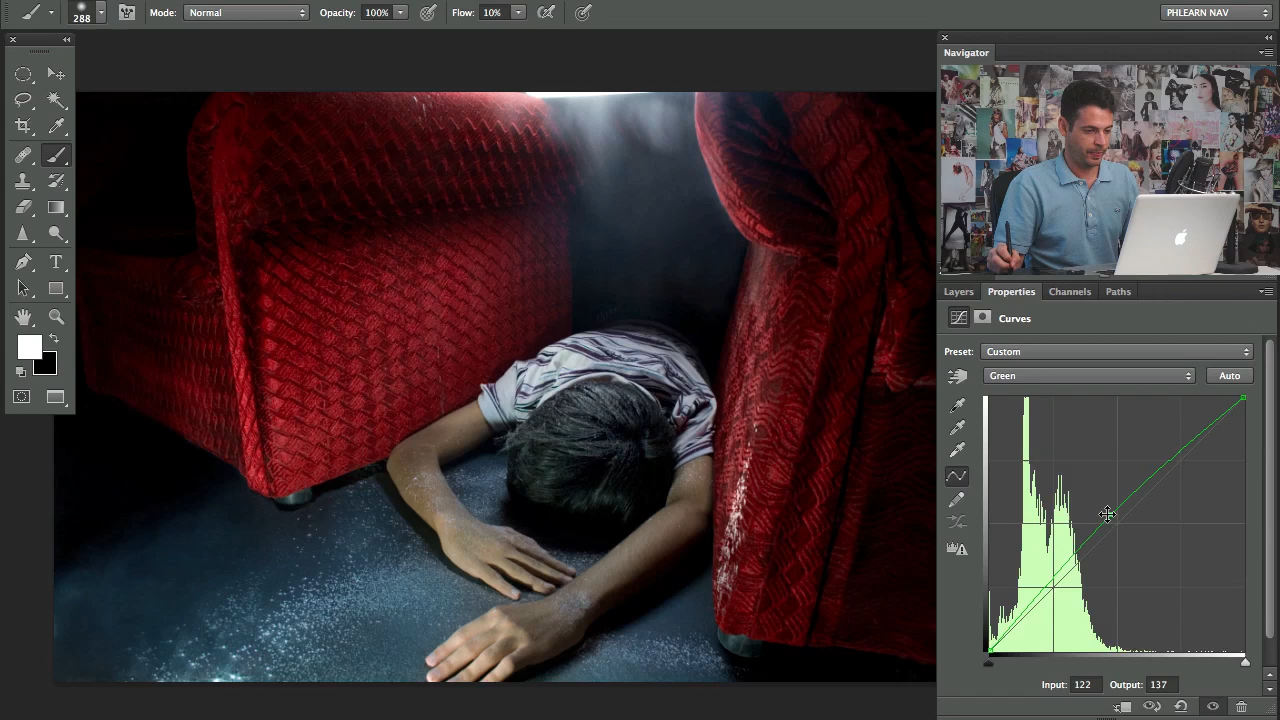 288 Mode: Normal Opacity: 100% Flow: 10% PHLEARN NAV
Navigator
Layers Properties Channels Paths
Curves
Preset: Custom
Green Auto
Input: 122 Output: 137